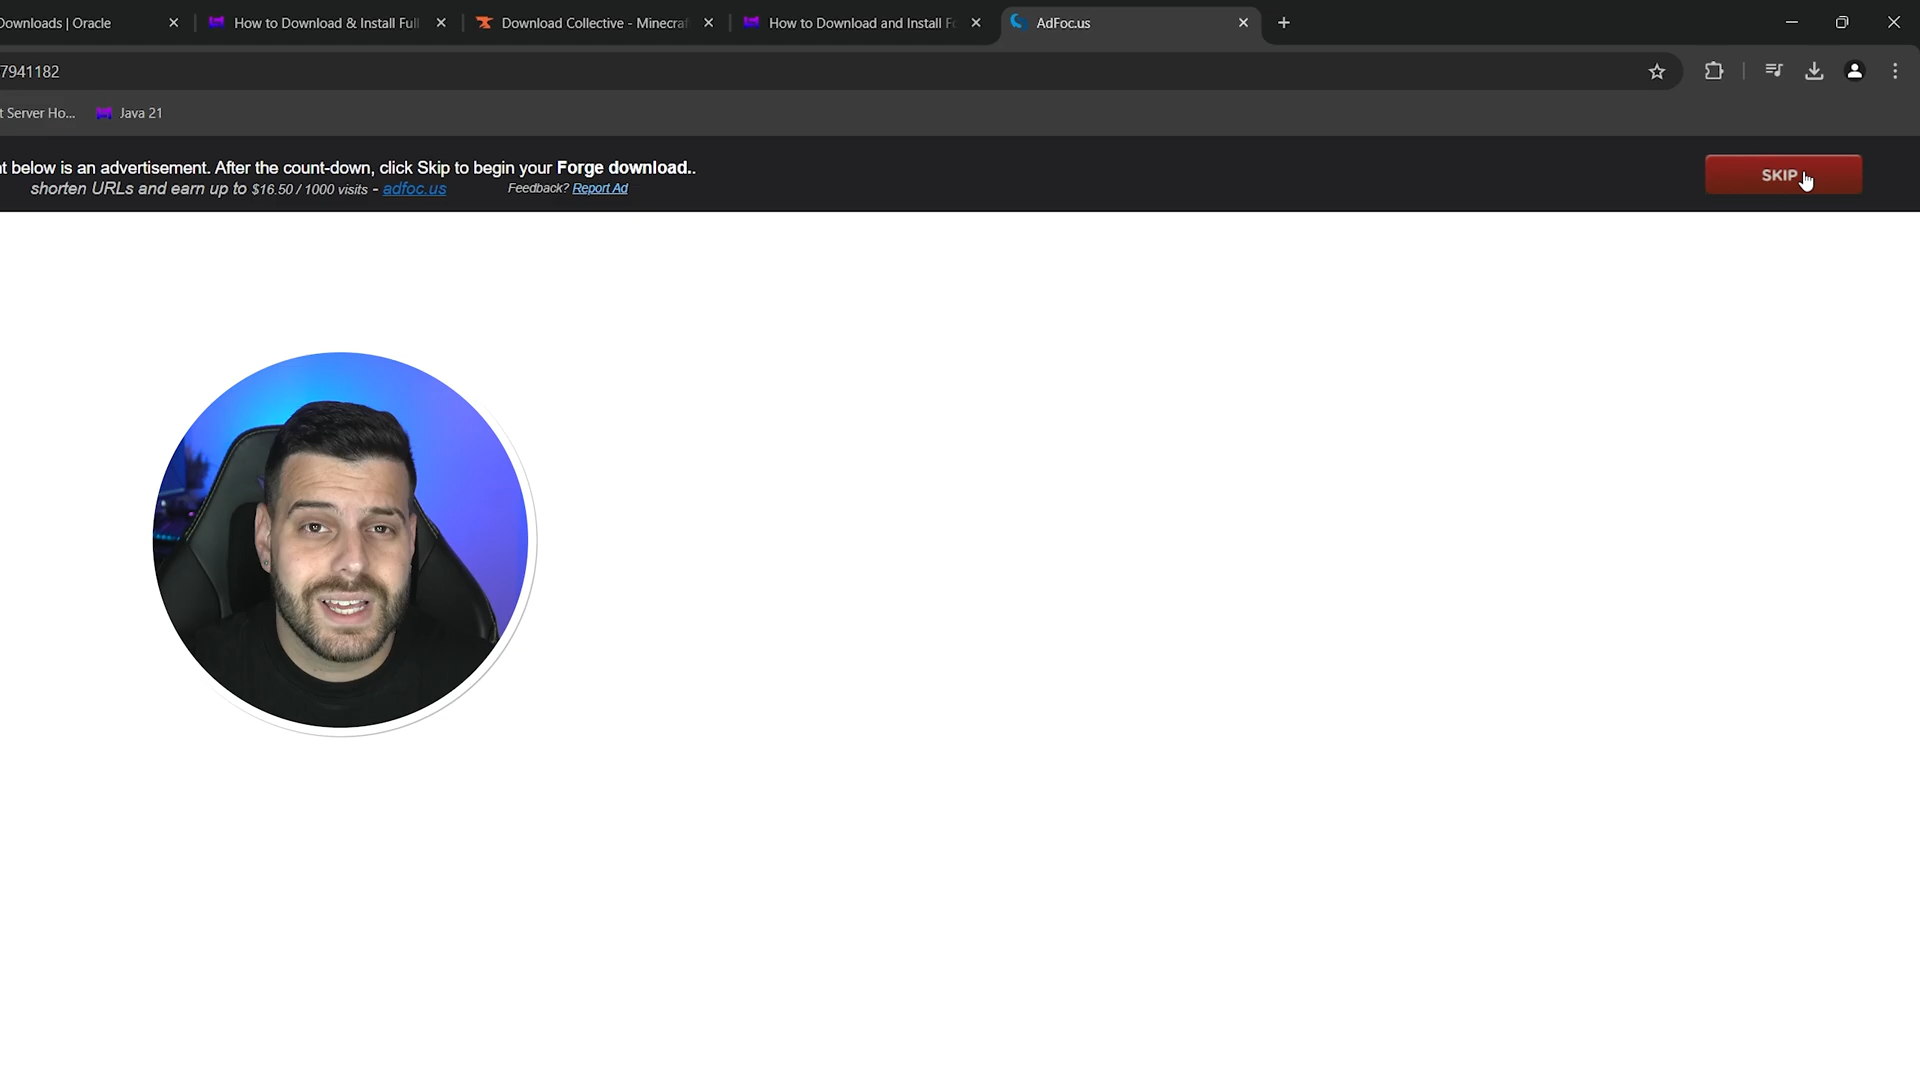 Downloads | Oracle
How to Download & Install Full
Download Collective - Minecraf
How to Download and Install Fo
AdFoc.us
7941182
t Server Ho...
Java 21
t below is an advertisement. After the count-down, click Skip to begin your Forge download..
shorten URLs and earn up to $16.50 / 1000 visits - adfoc.us
Feedback? Report Ad
SKIP